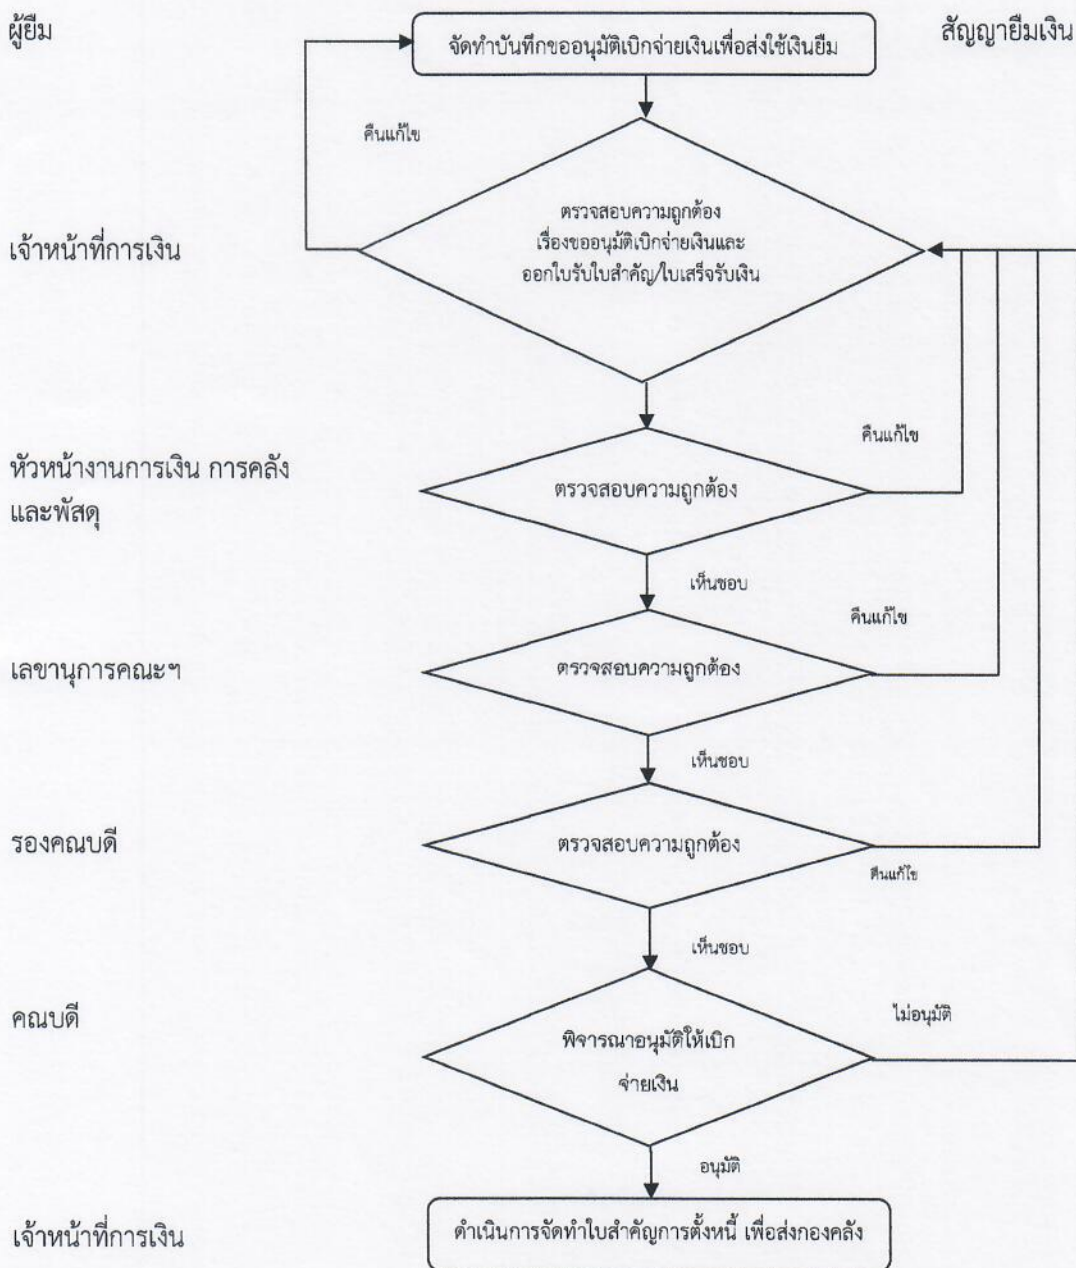 ผู้ยืม
จัดทำบันทึกขออนุมัติเบิกจ่ายเงินเพื่อส่งใช้เงินยืม
สัญญายืมเงิน
คืนแก้ไข
เจ้าหน้าที่การเงิน
ตรวจสอบความถูกต้อง
เรื่องขออนุมัติเบิกจ่ายเงินและ
ออกใบรับใบสำคัญ/ใบเสร็จรับเงิน
หัวหน้างานการเงิน การคลัง
และพัสดุ
ตรวจสอบความถูกต้อง
คืนแก้ไข
เห็นชอบ
เลขานุการคณะฯ
ตรวจสอบความถูกต้อง
คืนแก้ไข
เห็นชอบ
รองคณบดี
ตรวจสอบความถูกต้อง
คืนแก้ไข
เห็นชอบ
คณบดี
พิจารณาอนุมัติให้เบิก
จ่ายเงิน
ไม่อนุมัติ
อนุมัติ
เจ้าหน้าที่การเงิน
ดำเนินการจัดทำใบสำคัญการตั้งหนี้ เพื่อส่งกองคลัง